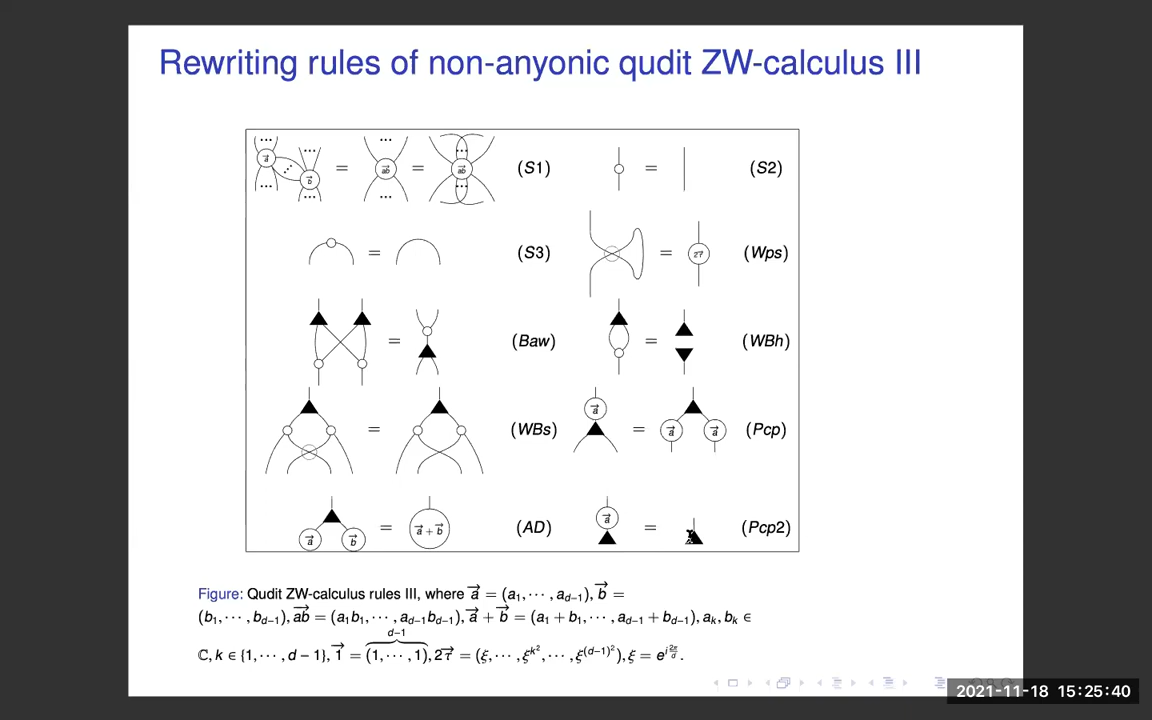 Rewriting rules of non-anyonic qudit ZW-calculus III
... ... ... ...
a⃗ ... b⃗ = a⃗b⃗ = a⃗b⃗ (S1) = (S2)
... ... ... ...
= (S3) = 2τ⃗ (Wps)
= (Baw) = (WBh)
= (WBs) a⃗ = a⃗ a⃗ (Pcp)
a⃗ b⃗ = a⃗ + b⃗ (AD) a⃗ = (Pcp2)
Figure: Qudit ZW-calculus rules III, where a⃗ = (a₁, ⋯ , a_{d−1}), b⃗ =
(b₁, ⋯ , b_{d−1}), a⃗b⃗ = (a₁b₁, ⋯ , a_{d−1}b_{d−1}), a⃗ + b⃗ = (a₁ + b₁, ⋯ , a_{d−1} + b_{d−1}), a_k, b_k ∈
d−1
ℂ, k ∈ {1, ⋯ , d − 1}, 1⃗ = (1, ⋯ , 1), 2τ⃗ = (ξ, ⋯ , ξ^{k²}, ⋯ , ξ^{(d−1)²}), ξ = e^{i2π/d}.
2021-11-18 15:25:40